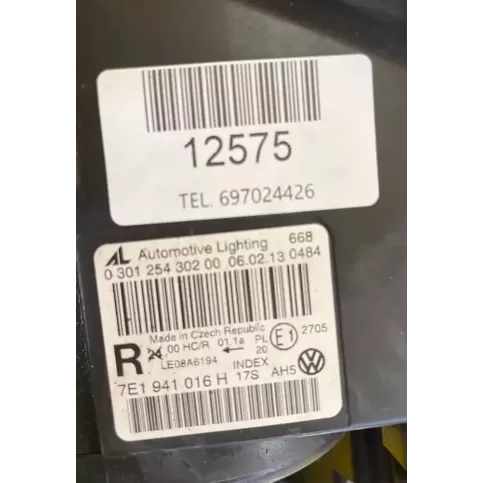 12575
TEL. 697024426
AL Automotive Lighting 668
0 301 254 302 00 06.02.13 0484
Made in Czech Republic
R .00 HC/R 01.1a ← PL E1 2705
20
LE08A6194
INDEX
7E1 941 016 H 17S AH5 VW